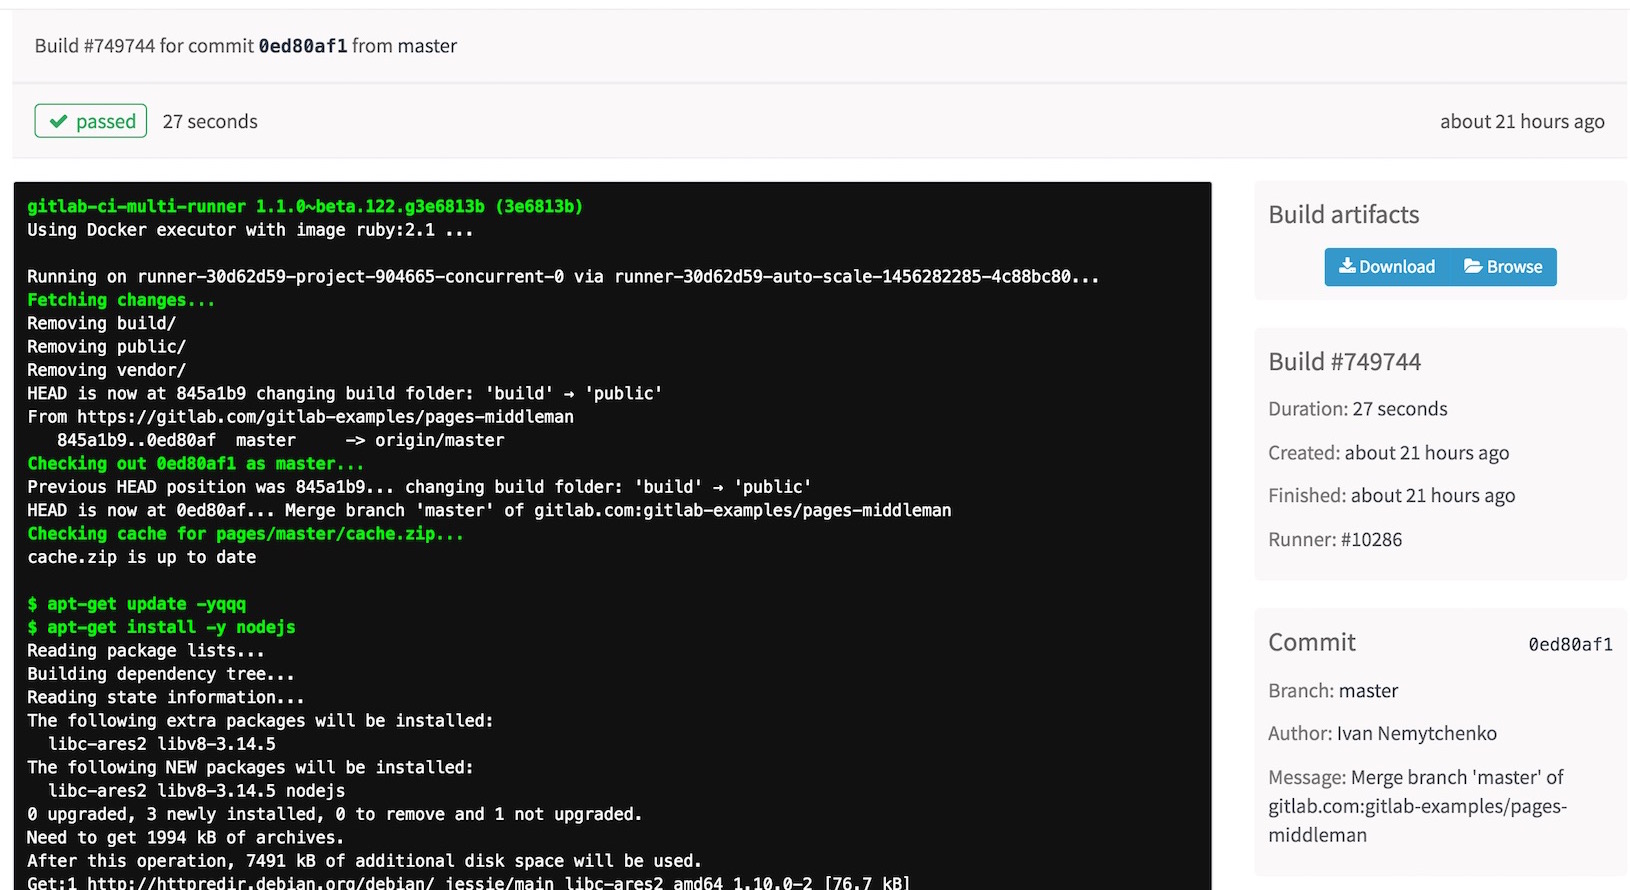 Build #749744 for commit 0ed80af1 from master
passed 27 seconds about 21 hours ago
gitlab-ci-multi-runner 1.1.0~beta.122.g3e6813b (3e6813b)
Using Docker executor with image ruby:2.1 ...
Running on runner-30d62d59-project-904665-concurrent-0 via runner-30d62d59-auto-scale-1456282285-4c88bc80...
Fetching changes...
Removing build/
Removing public/
Removing vendor/
HEAD is now at 845a1b9 changing build folder: 'build' → 'public'
From https://gitlab.com/gitlab-examples/pages-middleman
   845a1b9..0ed80af  master     -> origin/master
Checking out 0ed80af1 as master...
Previous HEAD position was 845a1b9... changing build folder: 'build' → 'public'
HEAD is now at 0ed80af... Merge branch 'master' of gitlab.com:gitlab-examples/pages-middleman
Checking cache for pages/master/cache.zip...
cache.zip is up to date
$ apt-get update -yqqq
$ apt-get install -y nodejs
Reading package lists...
Building dependency tree...
Reading state information...
The following extra packages will be installed:
  libc-ares2 libv8-3.14.5
The following NEW packages will be installed:
  libc-ares2 libv8-3.14.5 nodejs
0 upgraded, 3 newly installed, 0 to remove and 1 not upgraded.
Need to get 1994 kB of archives.
After this operation, 7491 kB of additional disk space will be used.
Get:1 http://httpredir.debian.org/debian/ jessie/main libc-ares2 amd64 1.10.0-2 [76.7 kB]
Build artifacts
Download Browse
Build #749744
Duration: 27 seconds
Created: about 21 hours ago
Finished: about 21 hours ago
Runner: #10286
Commit 0ed80af1
Branch: master
Author: Ivan Nemytchenko
Message: Merge branch 'master' of
gitlab.com:gitlab-examples/pages-
middleman